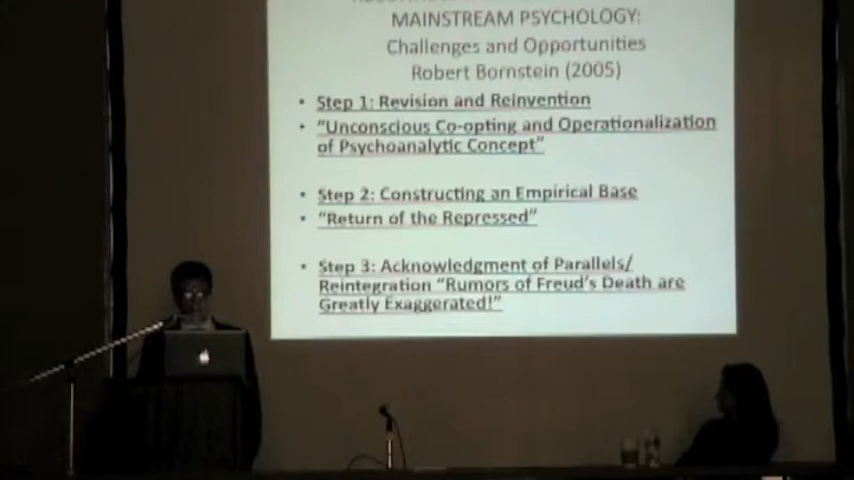 MAINSTREAM PSYCHOLOGY:
Challenges and Opportunities
Robert Bornstein (2005)
• Step 1: Revision and Reinvention
• "Unconscious Co-opting and Operationalization
of Psychoanalytic Concept"
• Step 2: Constructing an Empirical Base
• "Return of the Repressed"
• Step 3: Acknowledgment of Parallels/
Reintegration "Rumors of Freud's Death are
Greatly Exaggerated!"